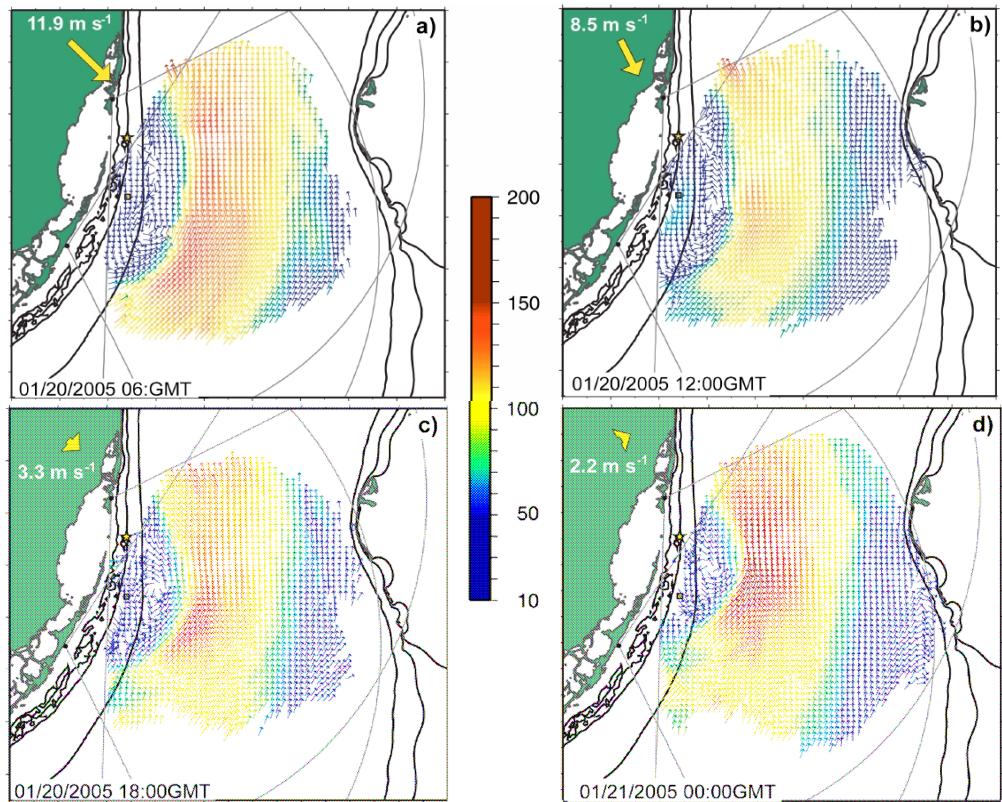 11.9 m s-1
a)
01/20/2005 06:GMT
8.5 m s-1
b)
01/20/2005 12:00GMT
200
150
100
50
10
3.3 m s-1
c)
01/20/2005 18:00GMT
2.2 m s-1
d)
01/21/2005 00:00GMT